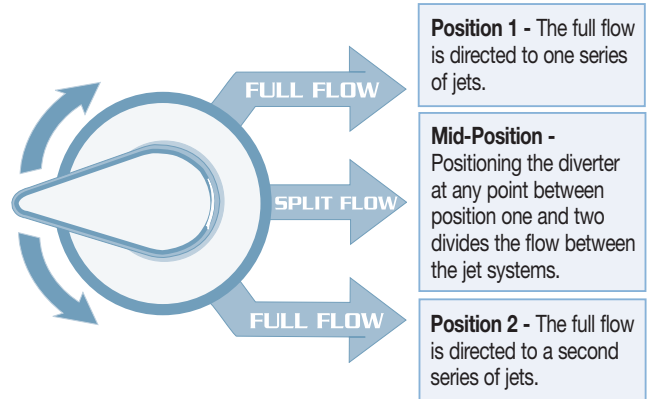 FULL FLOW
Position 1 - The full flow
is directed to one series
of jets.
SPLIT FLOW
Mid-Position -
Positioning the diverter
at any point between
position one and two
divides the flow between
the jet systems.
FULL FLOW
Position 2 - The full flow
is directed to a second
series of jets.